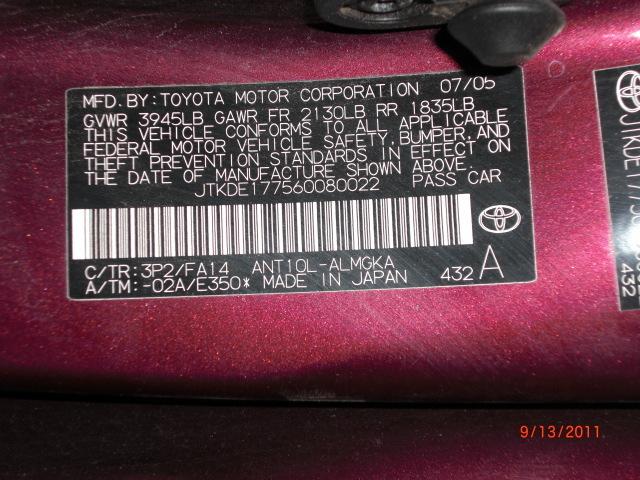 MFD. BY: TOYOTA MOTOR CORPORATION 07/05
GVWR 3945LB GAWR FR 2130LB RR 1835LB
THIS VEHICLE CONFORMS TO ALL APPLICABLE
FEDERAL MOTOR VEHICLE SAFETY, BUMPER, AND
THEFT PREVENTION STANDARDS IN EFFECT ON
THE DATE OF MANUFACTURE SHOWN ABOVE.
JTKDE177560080022 PASS CAR
C/TR: 3P2/FA14 ANT10L-ALMGKA
A/TM: -02A/E350* MADE IN JAPAN 432 A
432
9/13/2011